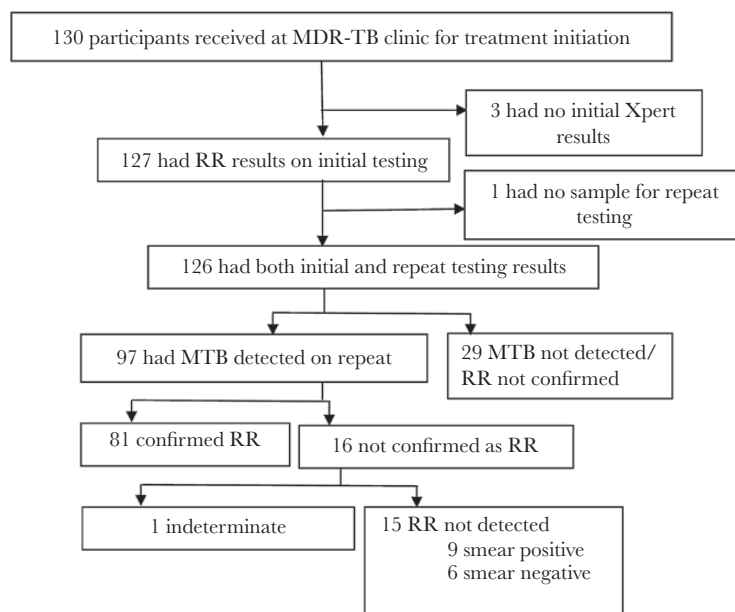 130 participants received at MDR-TB clinic for treatment initiation
3 had no initial Xpert
results
127 had RR results on initial testing
1 had no sample for repeat
testing
126 had both initial and repeat testing results
97 had MTB detected on repeat
29 MTB not detected/
RR not confirmed
81 confirmed RR
16 not confirmed as RR
1 indeterminate
15 RR not detected
9 smear positive
6 smear negative